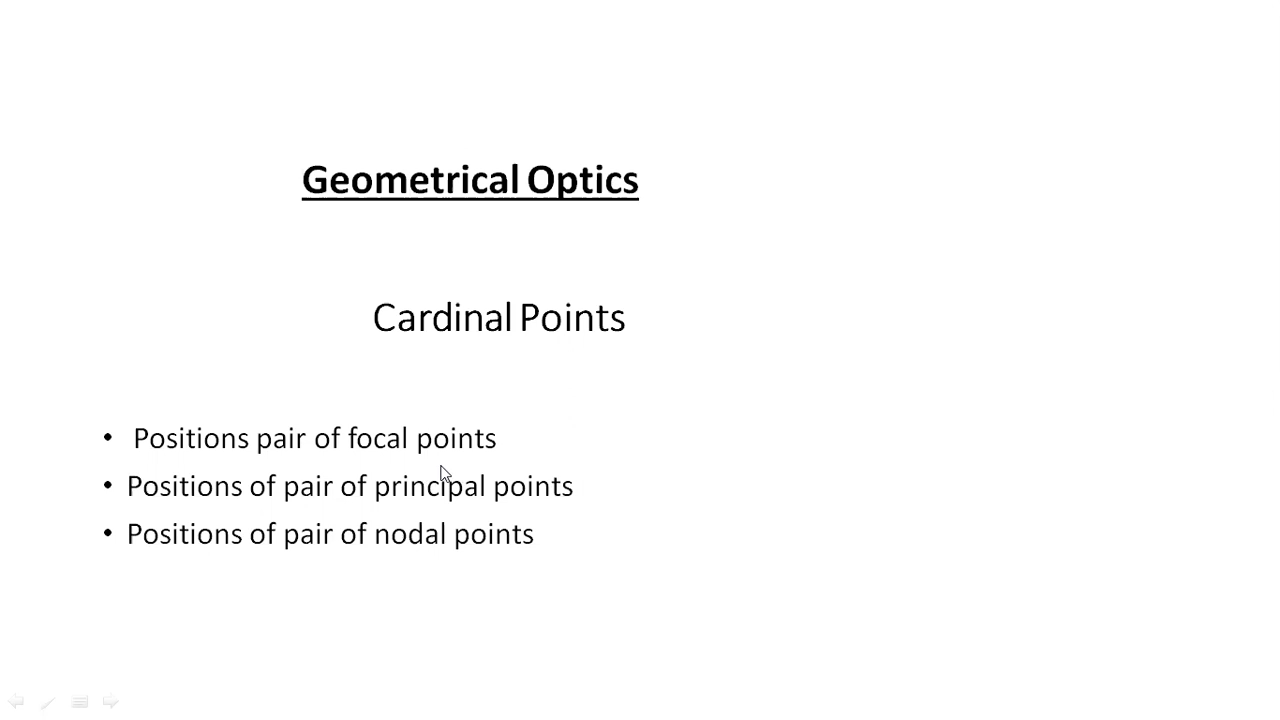 Geometrical Optics
Cardinal Points
• Positions pair of focal points
• Positions of pair of principal points
• Positions of pair of nodal points